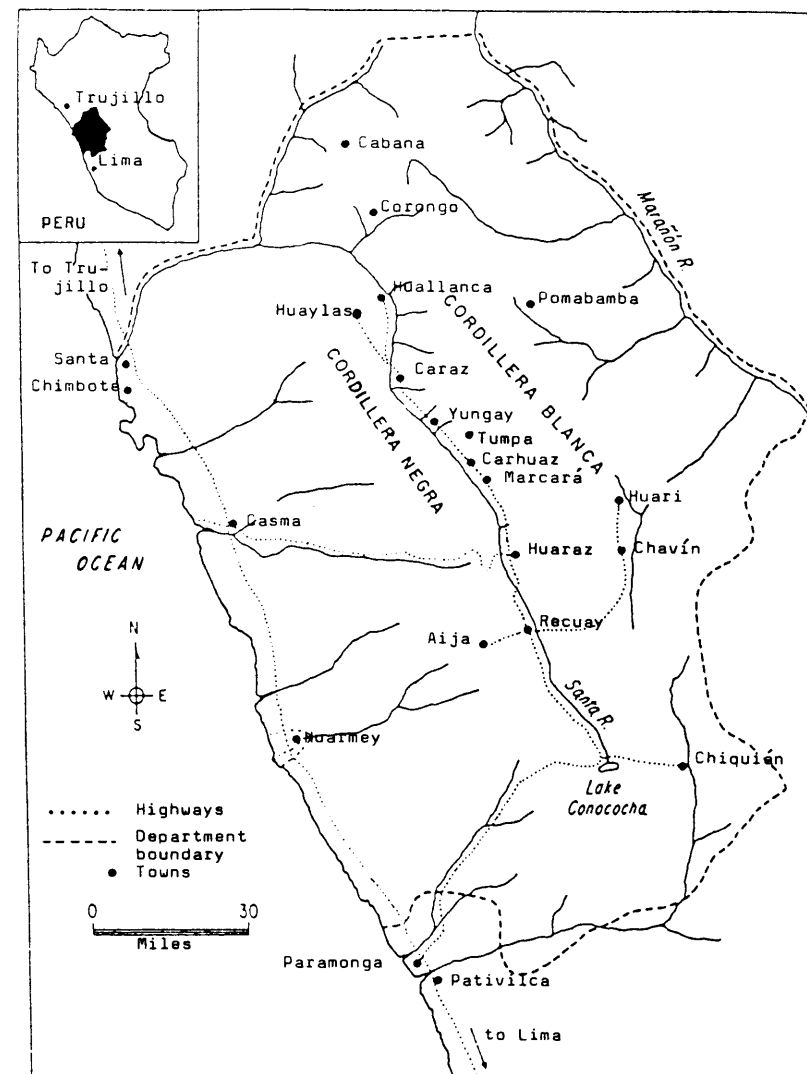 Trujillo
Lima
PERU
Cabana
Corongo
Marañón R.
To Tru-
jillo
Huallanca
Pomabamba
Huaylas
CORDILLERA BLANCA
Santa
Caraz
Chimbote
CORDILLERA NEGRA
Yungay
Tumpa
Carhuaz
Marcará
Huari
Casma
PACIFIC
OCEAN
Huaraz
Chavín
Recuay
Aija
N
W E
S
Santa R.
Huarmey
Chiquián
Lake
Conococha
Highways
Department
boundary
Towns
0 30
Miles
Paramonga
Pativilca
to Lima